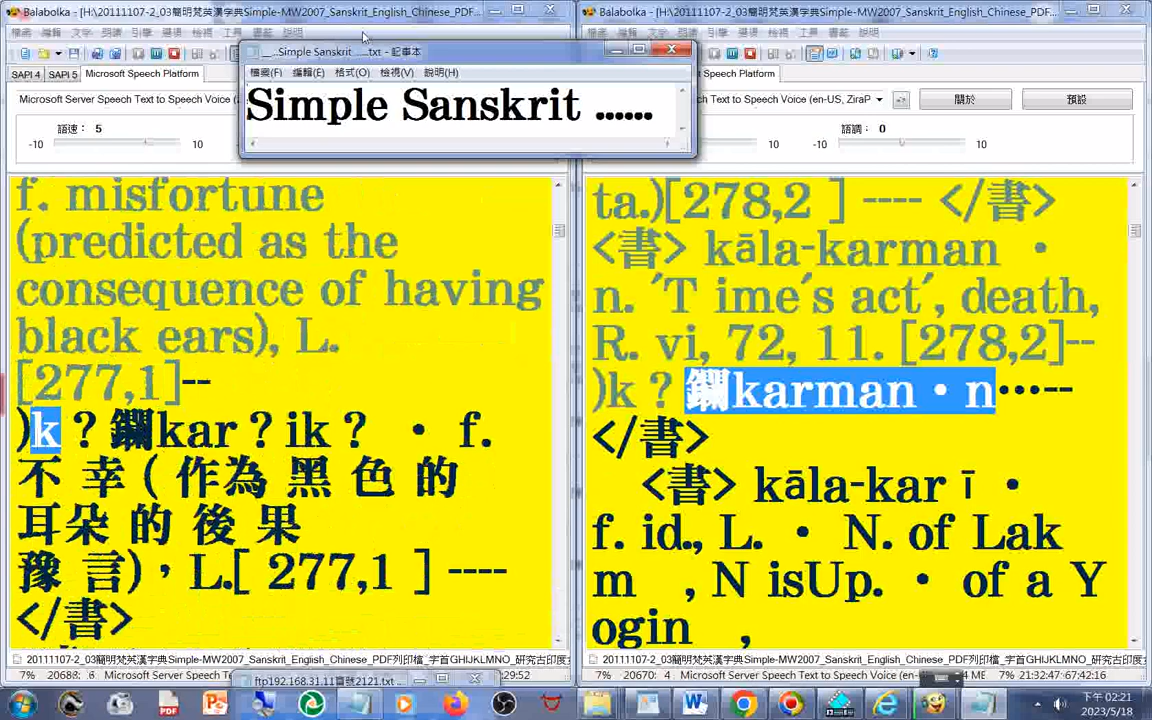 Balabolka - [H:\20111107-2_03簡明梵英漢字典Simple-MW2007_Sanskrit_English_Chinese_PDF...
Balabolka - [H:\20111107-2_03簡明梵英漢字典Simple-MW2007_Sanskrit_English_Chinese_PDF...
__...Simple Sanskrit ......txt - 記事本
檔案(F) 編輯(E) 格式(O) 檢視(V) 說明(H)
Simple Sanskrit ......
SAPI 4 SAPI 5 Microsoft Speech Platform
Speech Platform
Microsoft Server Speech Text to Speech Voice (
ch Text to Speech Voice (en-US, ZiraP
關於
預設
語速： 5
-10 10
10
語調： 0
-10 10
f. misfortune
(predicted as the
consequence of having
black ears), L.
[277,1]--
)k ? 鑭kar?ik? • f.
不 幸 ( 作為 黑 色 的
耳朵 的 後 果
豫 言)，L.[ 277,1 ] ----
</書>
ta.)[278,2 ] ---- </書>
<書> kāla-karman •
n. 'T ime's act', death,
R. vi, 72, 11. [278,2]--
)k ? 鑭karman • n•••--
</書>
<書> kāla-kar ī •
f. id., L. • N. of Lak
m , N isUp. • of a Y
ogin ,
20111107-2_03簡明梵英漢字典Simple-MW2007_Sanskrit_English_Chinese_PDF列印檔_字首GHIJKLMNO_研究古印度
20111107-2_03簡明梵英漢字典Simple-MW2007_Sanskrit_English_Chinese_PDF列印檔_字首GHIJKLMNO_研究古印度
7% 20688: Microsoft Server Speech Te
:29:52
7% 20670: 4 Microsoft Server Speech Text to Speech Voice (en-
4 ME
21:32:47/67:42:16
下午 02:21
2023/5/18